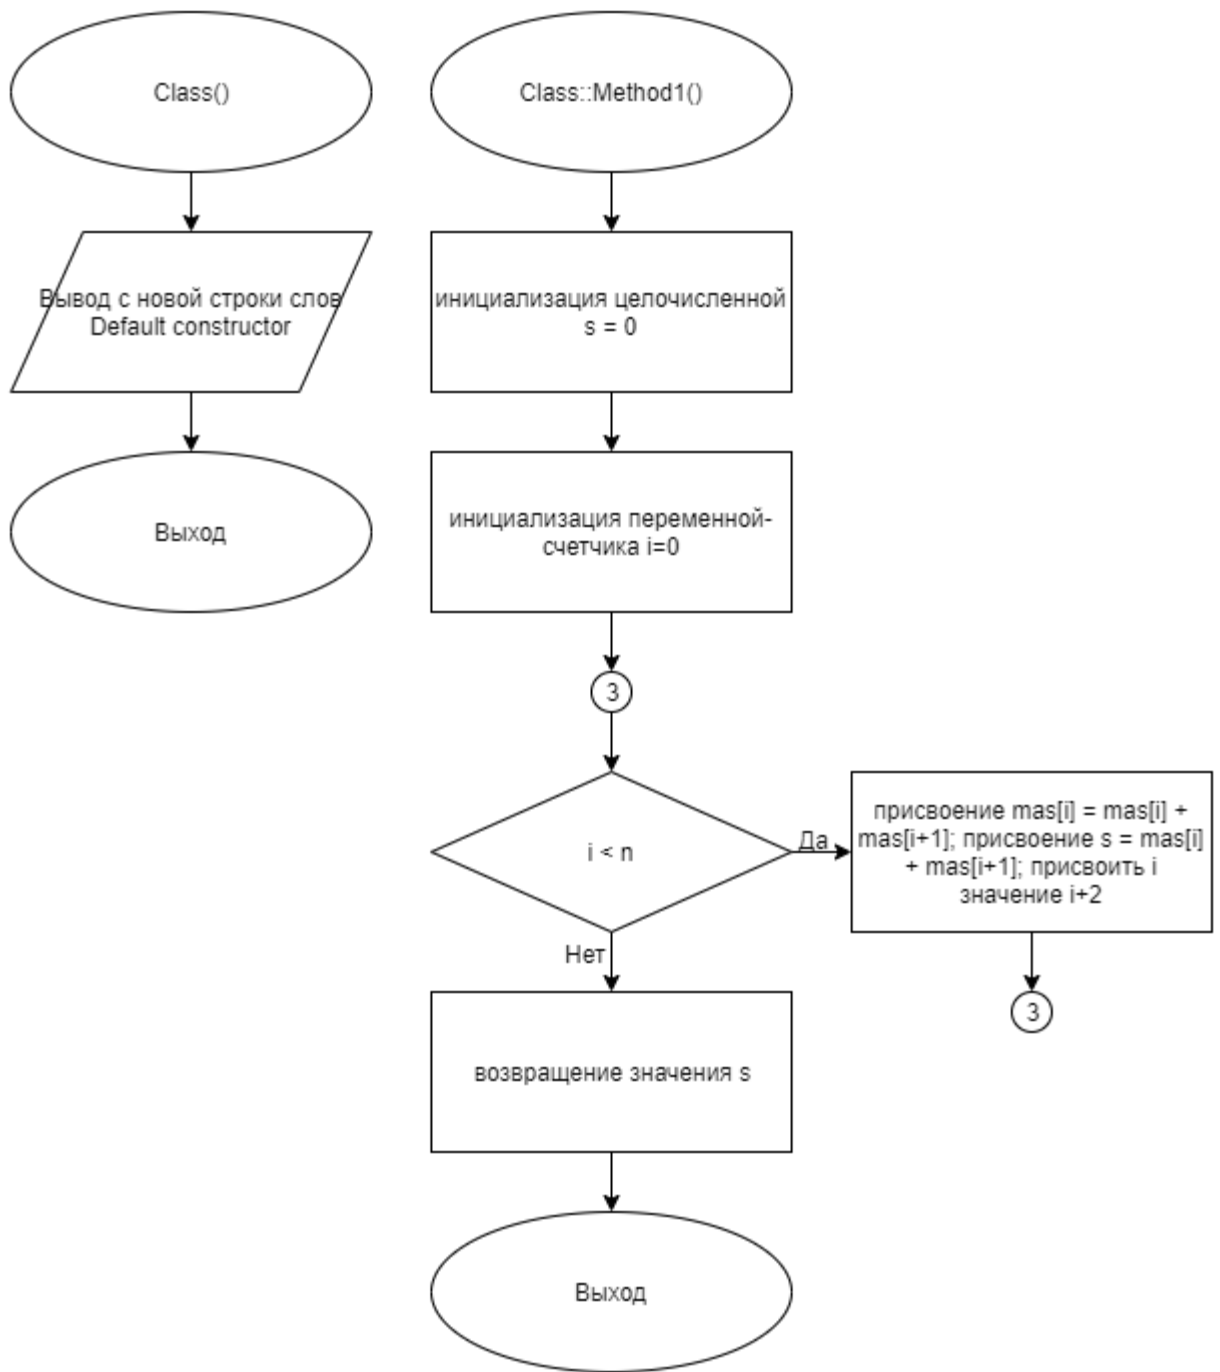 Class()
Вывод с новой строки слов
Default constructor
Выход
Class::Method1()
инициализация целочисленной
s = 0
инициализация переменной-
счетчика i=0
3
i < n
Да
присвоение mas[i] = mas[i] +
mas[i+1]; присвоение s = mas[i]
+ mas[i+1]; присвоить i
значение i+2
3
Нет
возвращение значения s
Выход